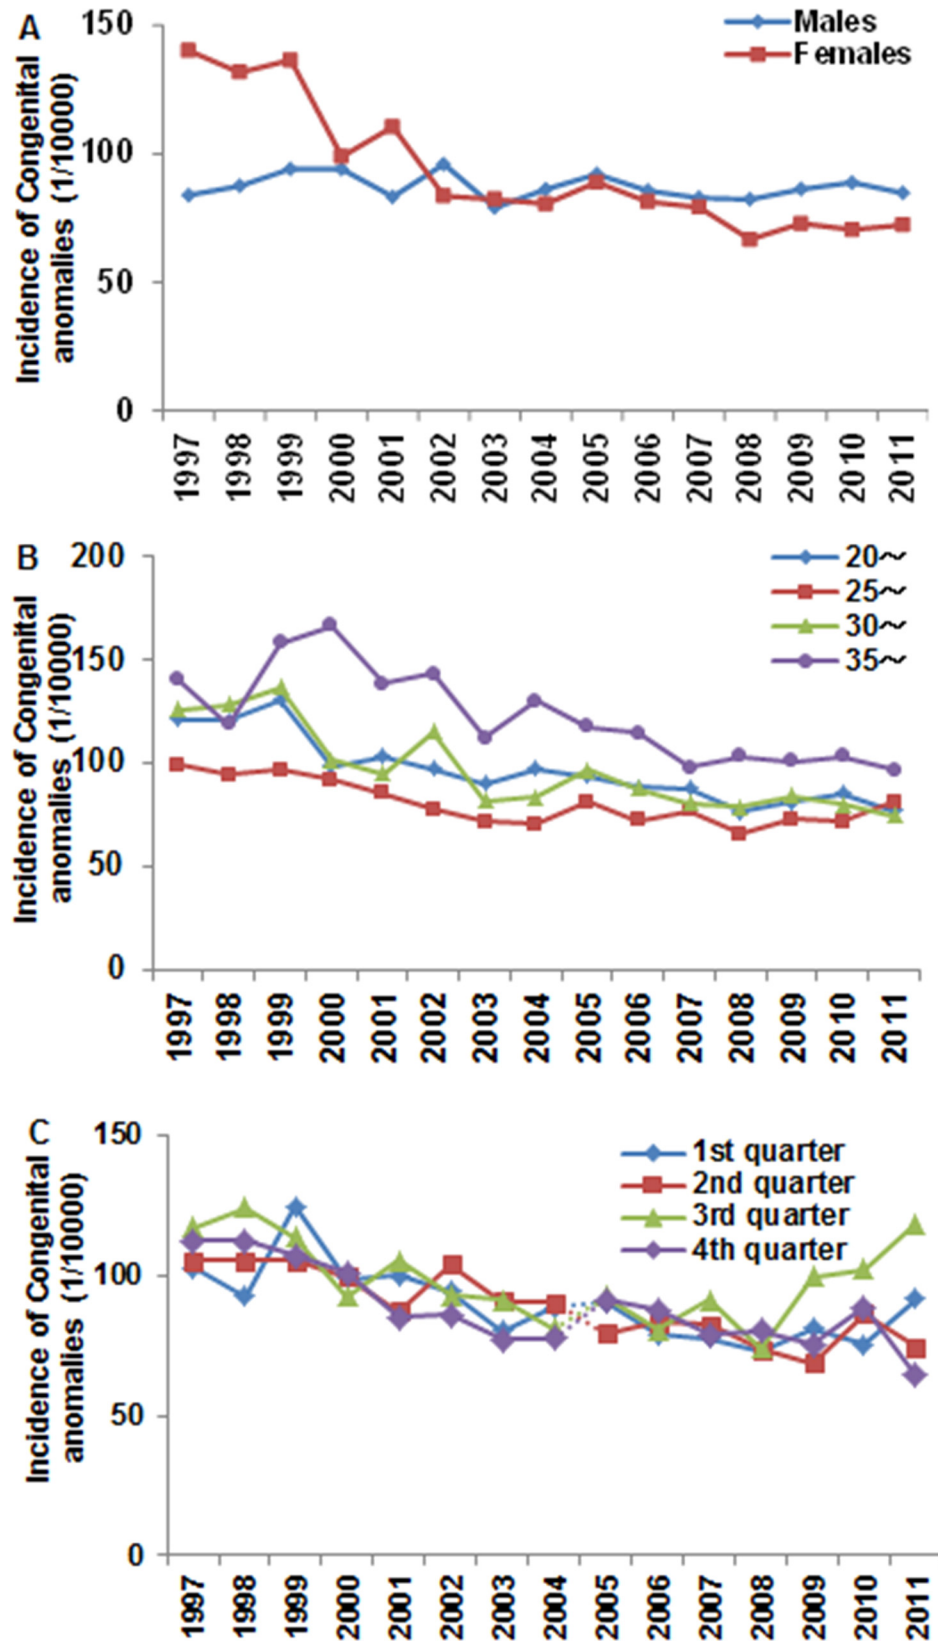 A
150
100
50
0
Incidence of Congenital
anomalies (1/10000)
Males
Females
1997 1998 1999 2000 2001 2002 2003 2004 2005 2006 2007 2008 2009 2010 2011
B
200
150
100
50
0
Incidence of Congenital
anomalies (1/10000)
20~
25~
30~
35~
1997 1998 1999 2000 2001 2002 2003 2004 2005 2006 2007 2008 2009 2010 2011
C
150
100
50
0
Incidence of Congenital
anomalies (1/10000)
1st quarter
2nd quarter
3rd quarter
4th quarter
1997 1998 1999 2000 2001 2002 2003 2004 2005 2006 2007 2008 2009 2010 2011